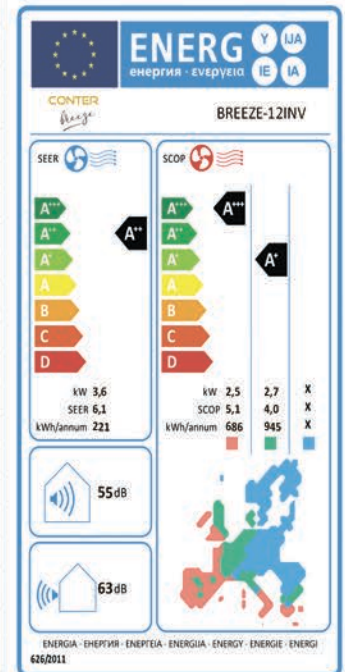 ENERG Y IJA
енергия · ενεργεια IE IA
CONTER
breeze
BREEZE-12INV
SEER
A+++
A++
A+
A
B
C
D
A++
kW 3,6
SEER 6,1
kWh/annum 221
SCOP
A+++
A++
A+
A
B
C
D
A+++
A+
kW 2,5 2,7 X
SCOP 5,1 4,0 X
kWh/annum 686 945 X
55dB
63dB
ENERGIA · ЕНЕРГИЯ · ΕΝΕΡΓΕΙΑ · ENERGIJA · ENERGY · ENERGIE · ENERGI
626/2011